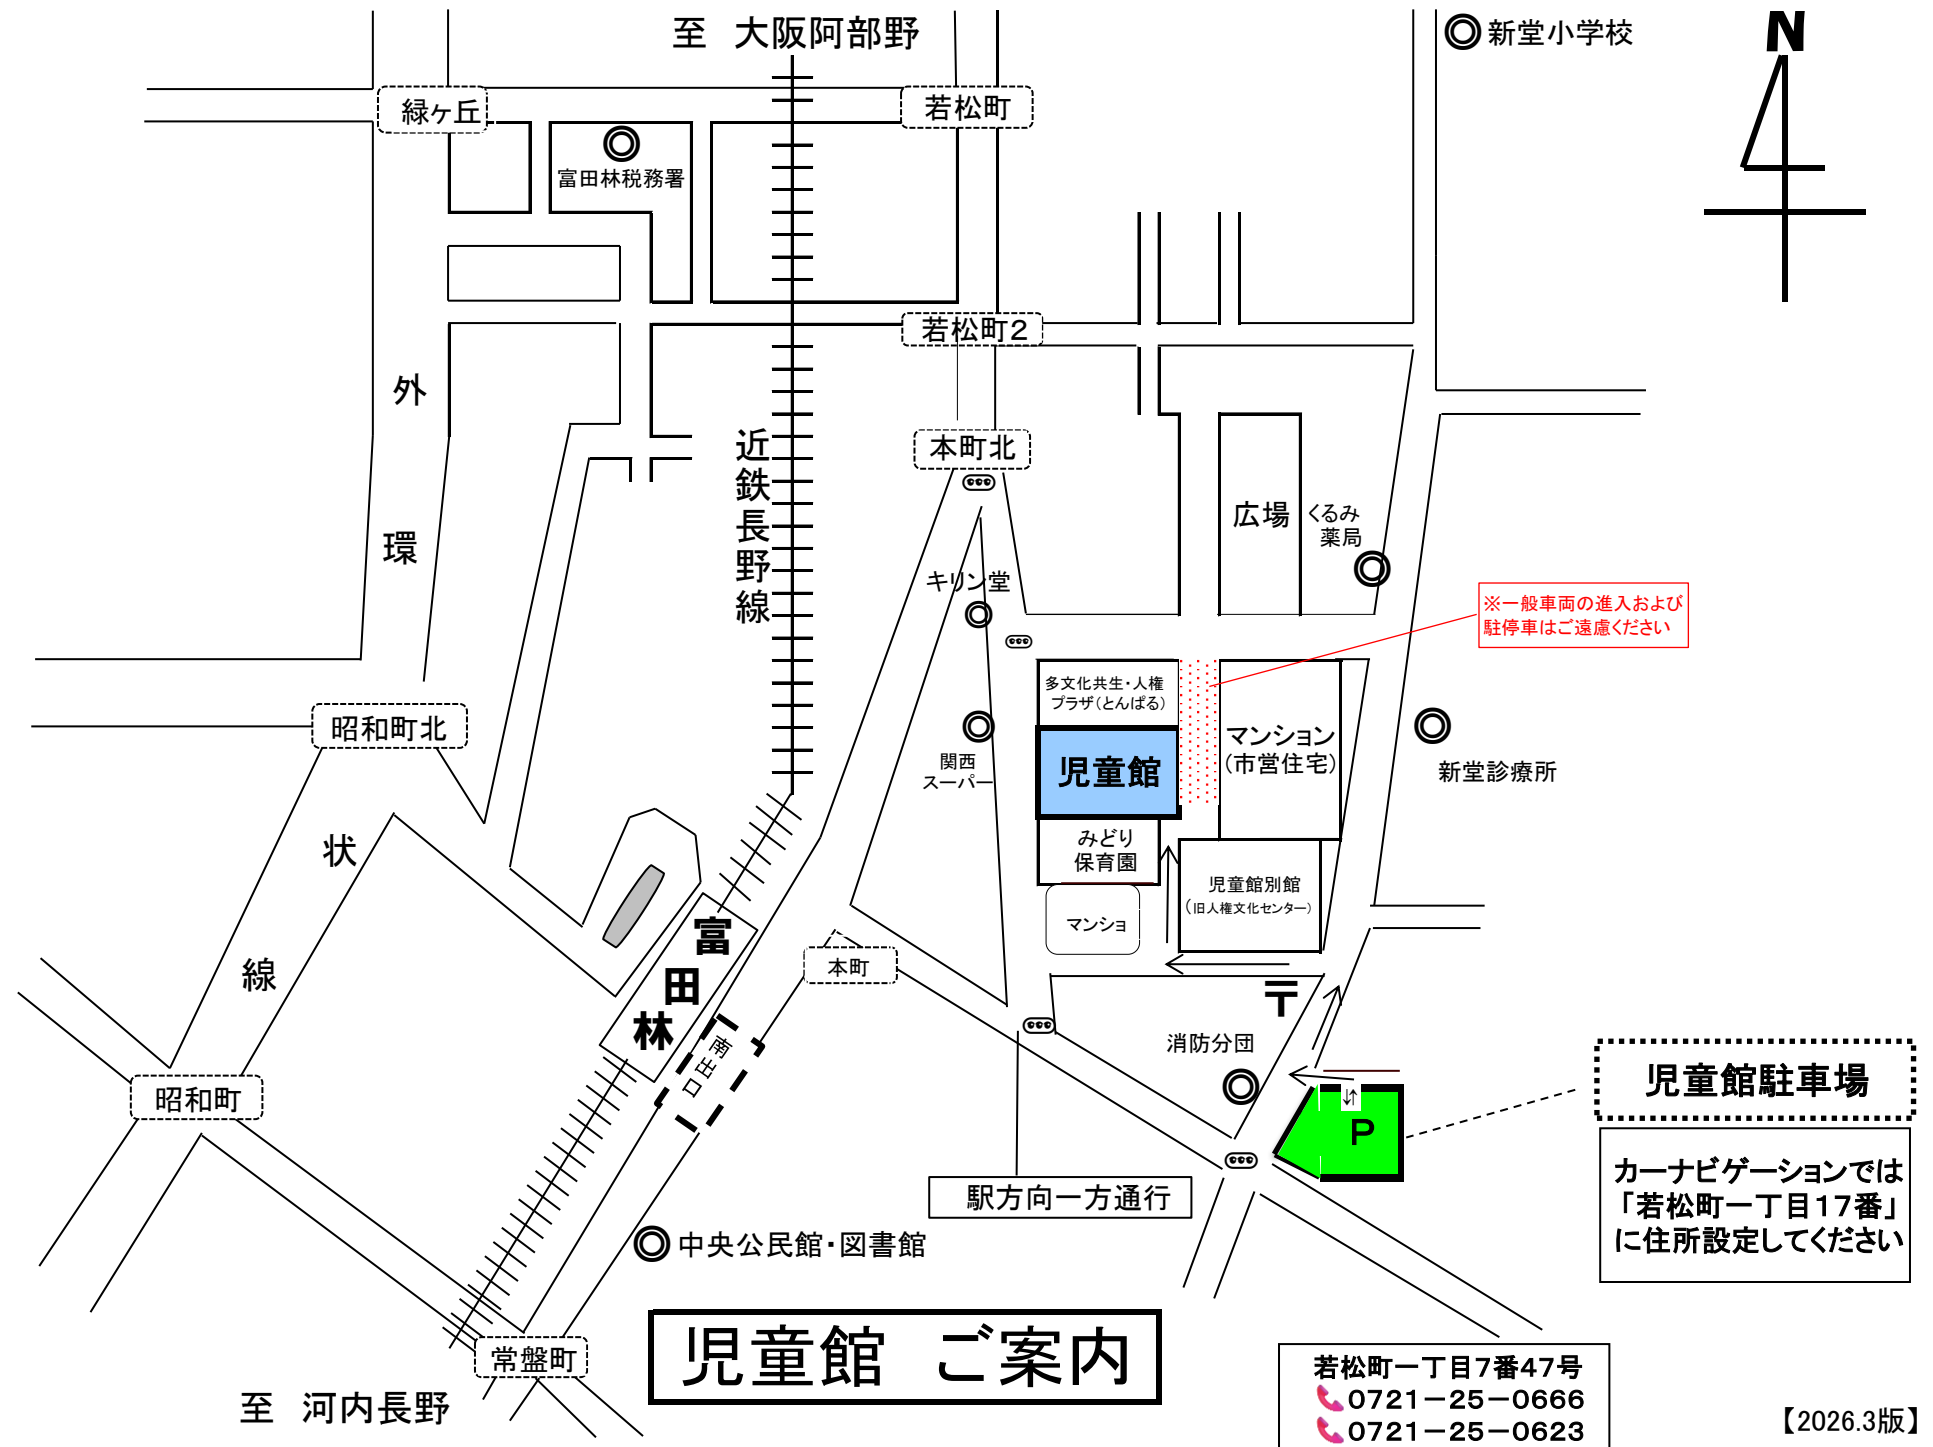 至　大阪阿部野
新堂小学校
N
緑ヶ丘
若松町
富田林税務署
若松町２
外
環
状
線
近鉄長野線
本町北
広場
くるみ
薬局
キリン堂
※一般車両の進入および
駐停車はご遠慮ください
多文化共生・人権
プラザ（とんぱる）
昭和町北
関西
スーパー
児童館
マンション
（市営住宅）
新堂診療所
みどり
保育園
児童館別館
（旧人権文化センター）
マンショ
富田林
本町
〒
南出口
消防分団
昭和町
P
児童館駐車場
カーナビゲーションでは
「若松町一丁目17番」
に住所設定してください
駅方向一方通行
中央公民館・図書館
児童館　ご案内
常盤町
至　河内長野
若松町一丁目7番47号
0721－25－0666
0721－25－0623
【2026.3版】